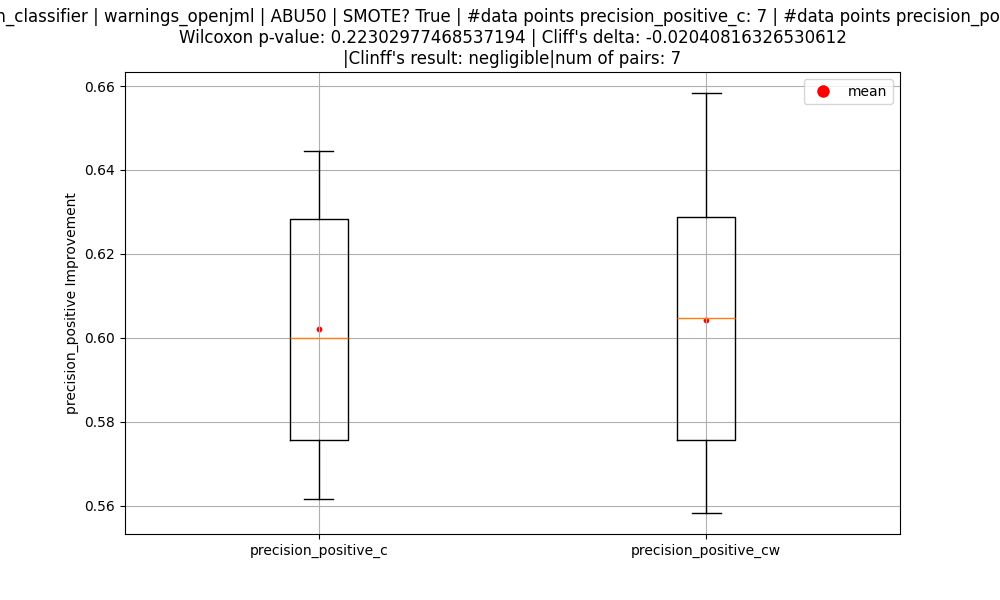 n_classifier | warnings_openjml | ABU50 | SMOTE? True | #data points precision_positive_c: 7 | #data points precision_po
Wilcoxon p-value: 0.22302977468537194 | Cliff's delta: -0.02040816326530612
|Clinff's result: negligible|num of pairs: 7
mean
0.66
0.64
0.62
0.60
0.58
0.56
precision_positive Improvement
precision_positive_c
precision_positive_cw